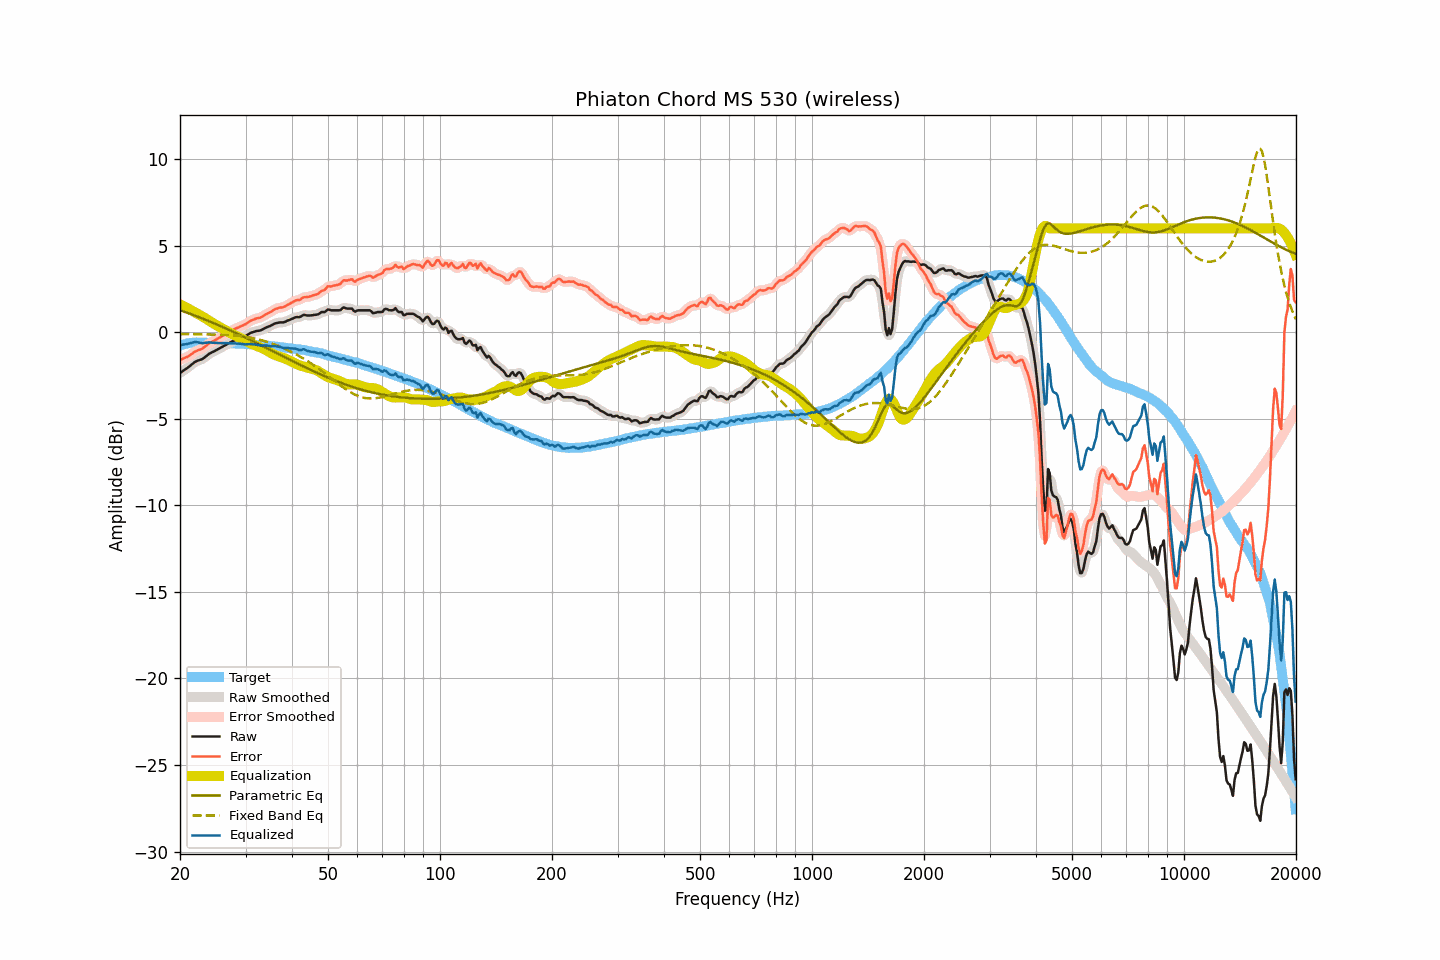 Phiaton Chord MS 530 (wireless)
10
5
0
−5
−10
−15
−20
−25
−30
Amplitude (dBr)
Target
Raw Smoothed
Error Smoothed
Raw
Error
Equalization
Parametric Eq
Fixed Band Eq
Equalized
20 50 100 200 500 1000 2000 5000 10000 20000
Frequency (Hz)